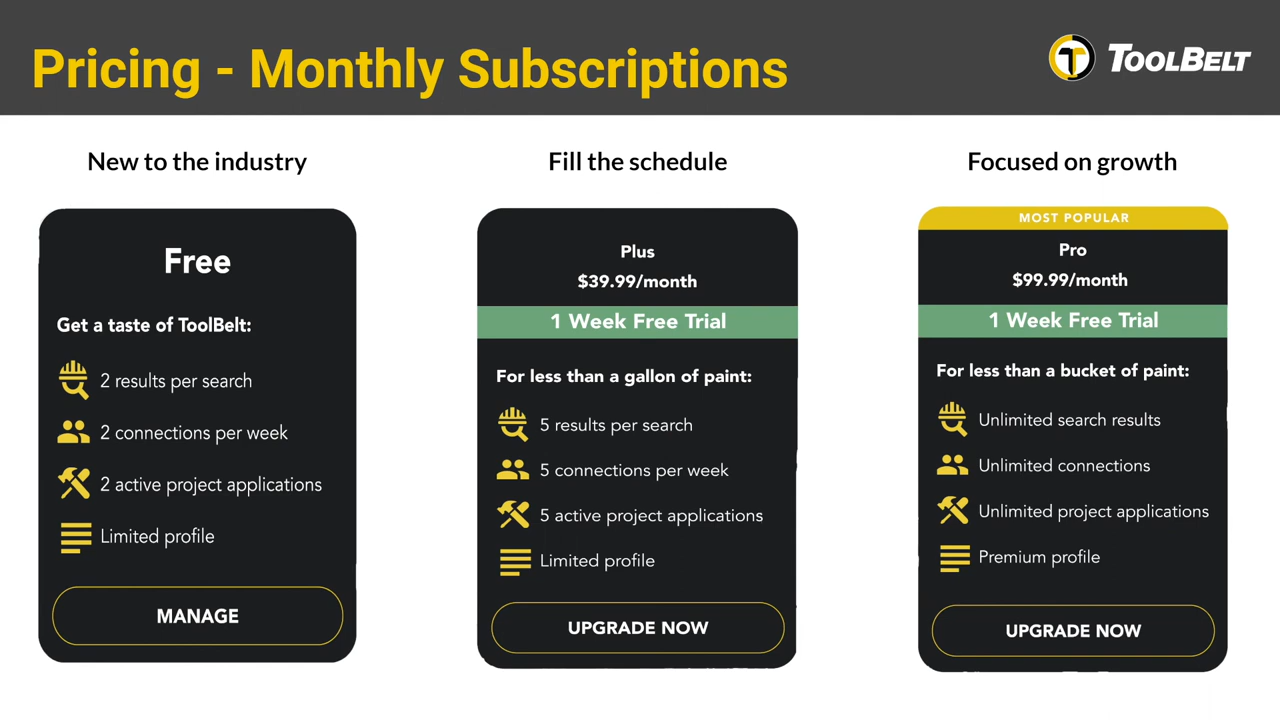 Pricing - Monthly Subscriptions
TOOLBELT
New to the industry
Free
Get a taste of ToolBelt:
2 results per search
2 connections per week
2 active project applications
Limited profile
MANAGE
Fill the schedule
Plus
$39.99/month
1 Week Free Trial
For less than a gallon of paint:
5 results per search
5 connections per week
5 active project applications
Limited profile
UPGRADE NOW
Focused on growth
MOST POPULAR
Pro
$99.99/month
1 Week Free Trial
For less than a bucket of paint:
Unlimited search results
Unlimited connections
Unlimited project applications
Premium profile
UPGRADE NOW